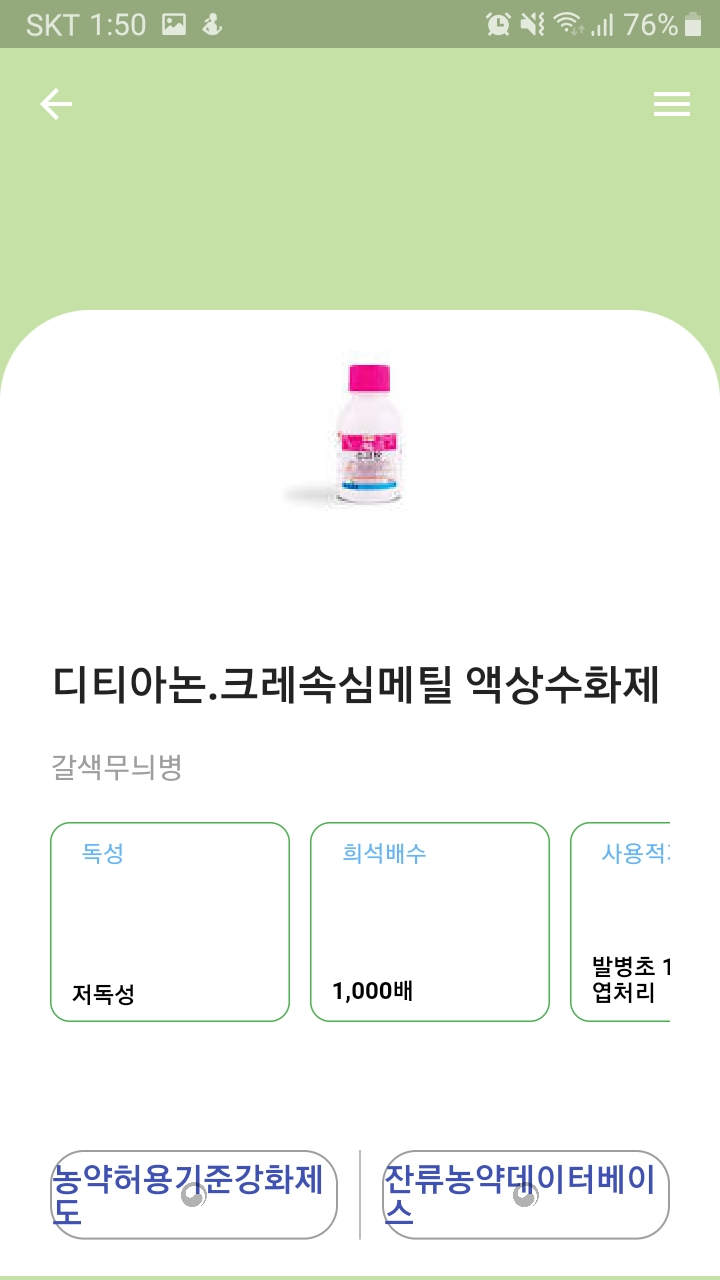 SKT 1:50
76%
디티아논.크레속심메틸 액상수화제
갈색무늬병
독성
희석배수
사용적
저독성
1,000배
발병초 1
엽처리
농약허용기준강화제
도
잔류농약데이터베이
스